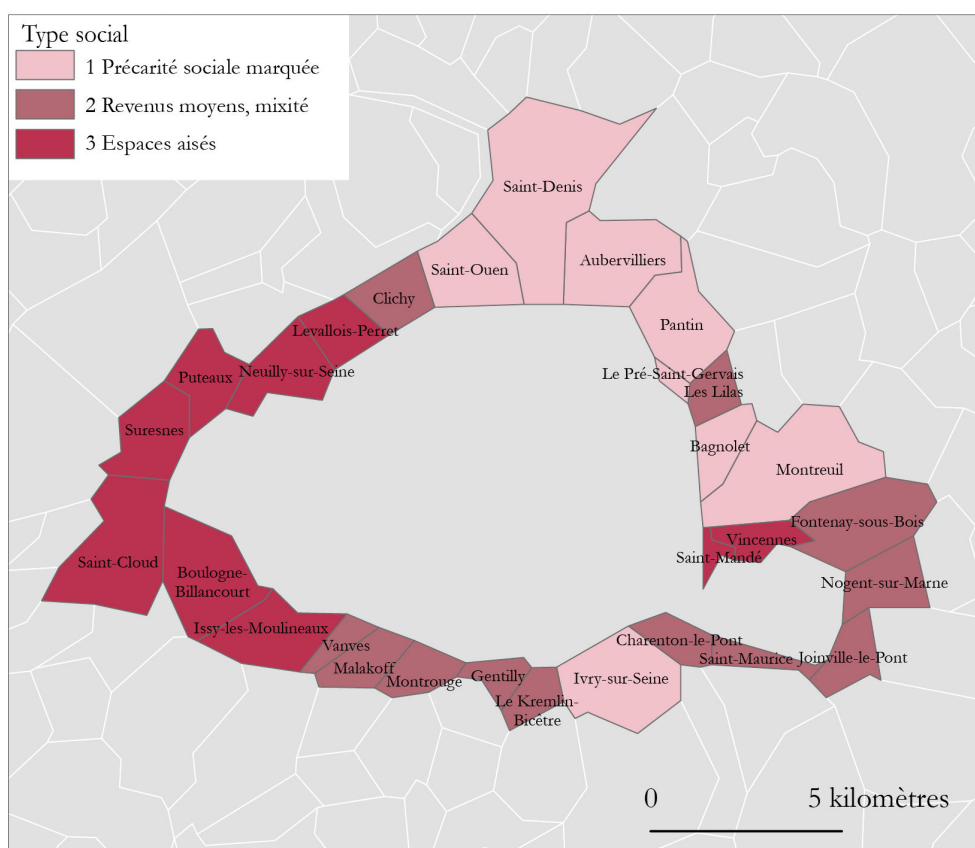 Type social
1 Précarité sociale marquée
2 Revenus moyens, mixité
3 Espaces aisés
Saint-Denis
Saint-Ouen
Aubervilliers
Clichy
Pantin
Levallois-Perret
Neuilly-sur-Seine
Puteaux
Le Pré-Saint-Gervais
Les Lilas
Suresnes
Bagnolet
Montreuil
Fontenay-sous-Bois
Vincennes
Saint-Mandé
Saint-Cloud
Boulogne-
Billancourt
Nogent-sur-Marne
Issy-les-Moulineaux
Vanves
Malakoff
Montrouge
Gentilly
Le Kremlin-
Bicetre
Ivry-sur-Seine
Charenton-le-Pont
Saint-Maurice
Joinville-le-Pont
0 5 kilomètres